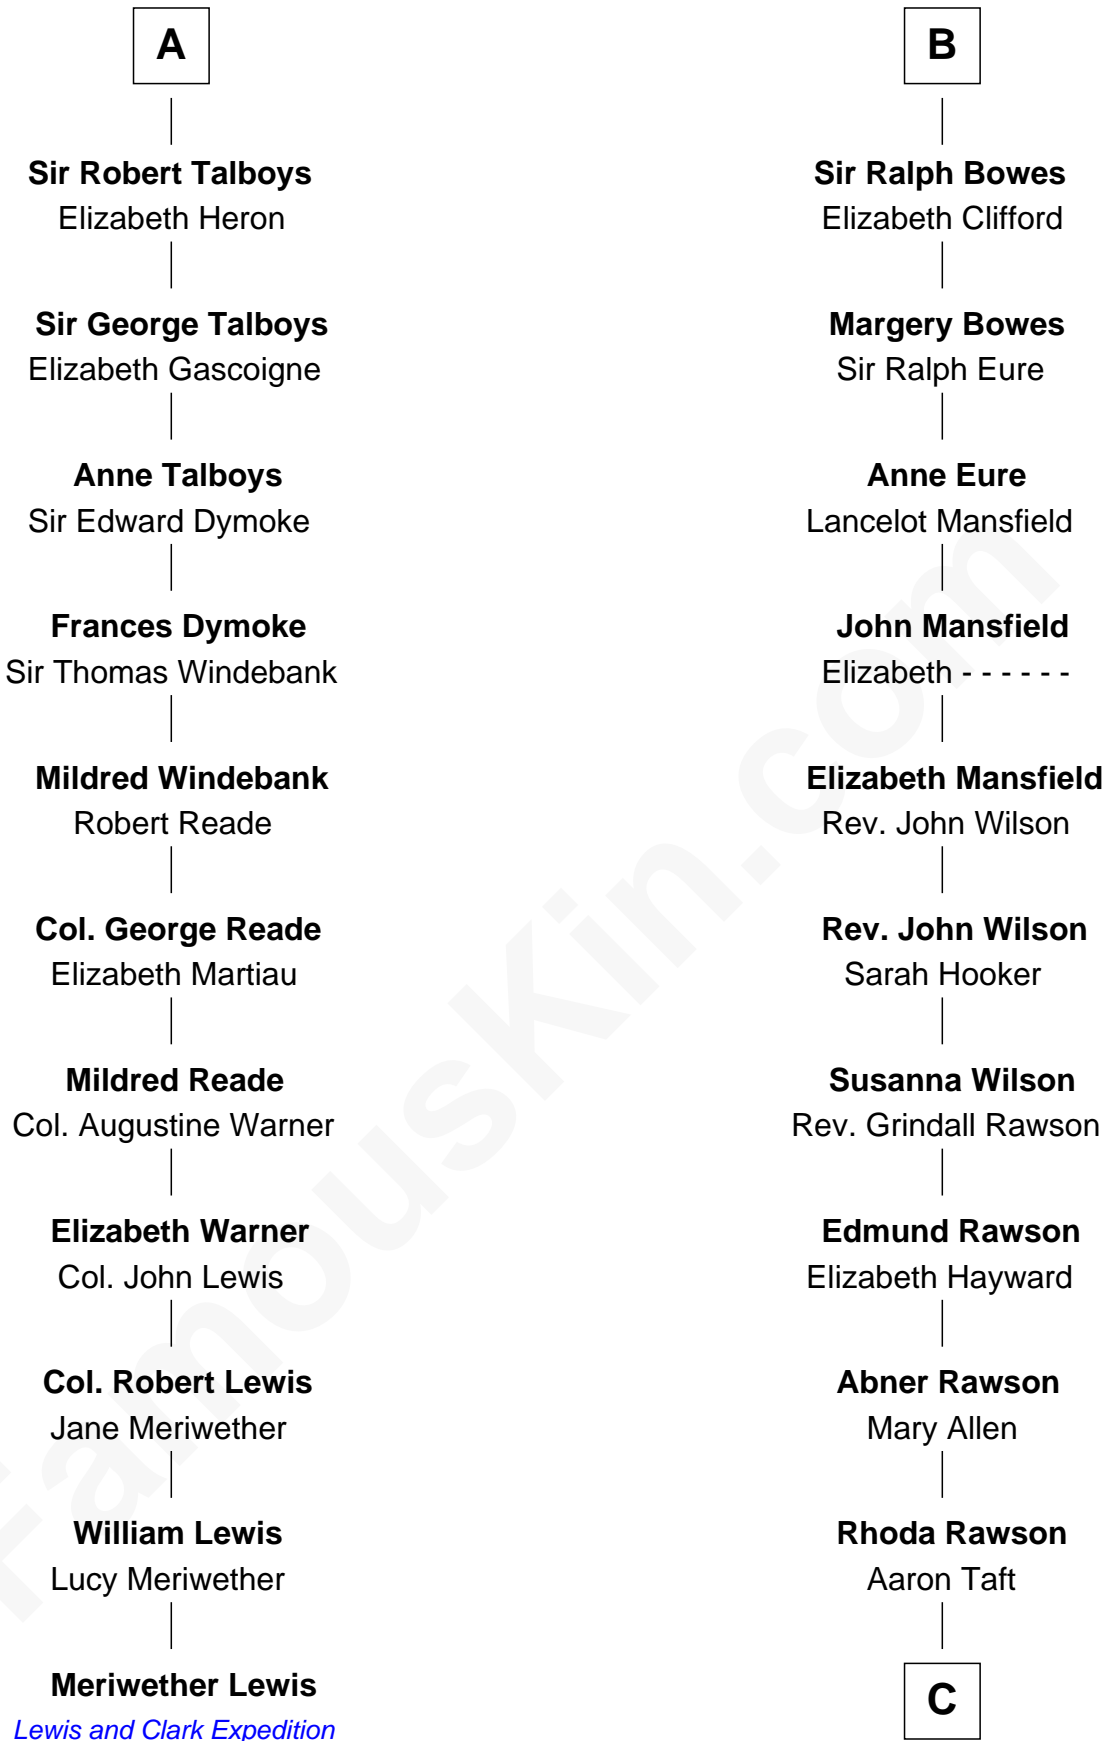 A
Sir Robert Talboys
Elizabeth Heron
Sir George Talboys
Elizabeth Gascoigne
Anne Talboys
Sir Edward Dymoke
Frances Dymoke
Sir Thomas Windebank
Mildred Windebank
Robert Reade
Col. George Reade
Elizabeth Martiau
Mildred Reade
Col. Augustine Warner
Elizabeth Warner
Col. John Lewis
Col. Robert Lewis
Jane Meriwether
William Lewis
Lucy Meriwether
Meriwether Lewis
Lewis and Clark Expedition
B
Sir Ralph Bowes
Elizabeth Clifford
Margery Bowes
Sir Ralph Eure
Anne Eure
Lancelot Mansfield
John Mansfield
Elizabeth - - - - - -
Elizabeth Mansfield
Rev. John Wilson
Rev. John Wilson
Sarah Hooker
Susanna Wilson
Rev. Grindall Rawson
Edmund Rawson
Elizabeth Hayward
Abner Rawson
Mary Allen
Rhoda Rawson
Aaron Taft
C
FamousKin.com